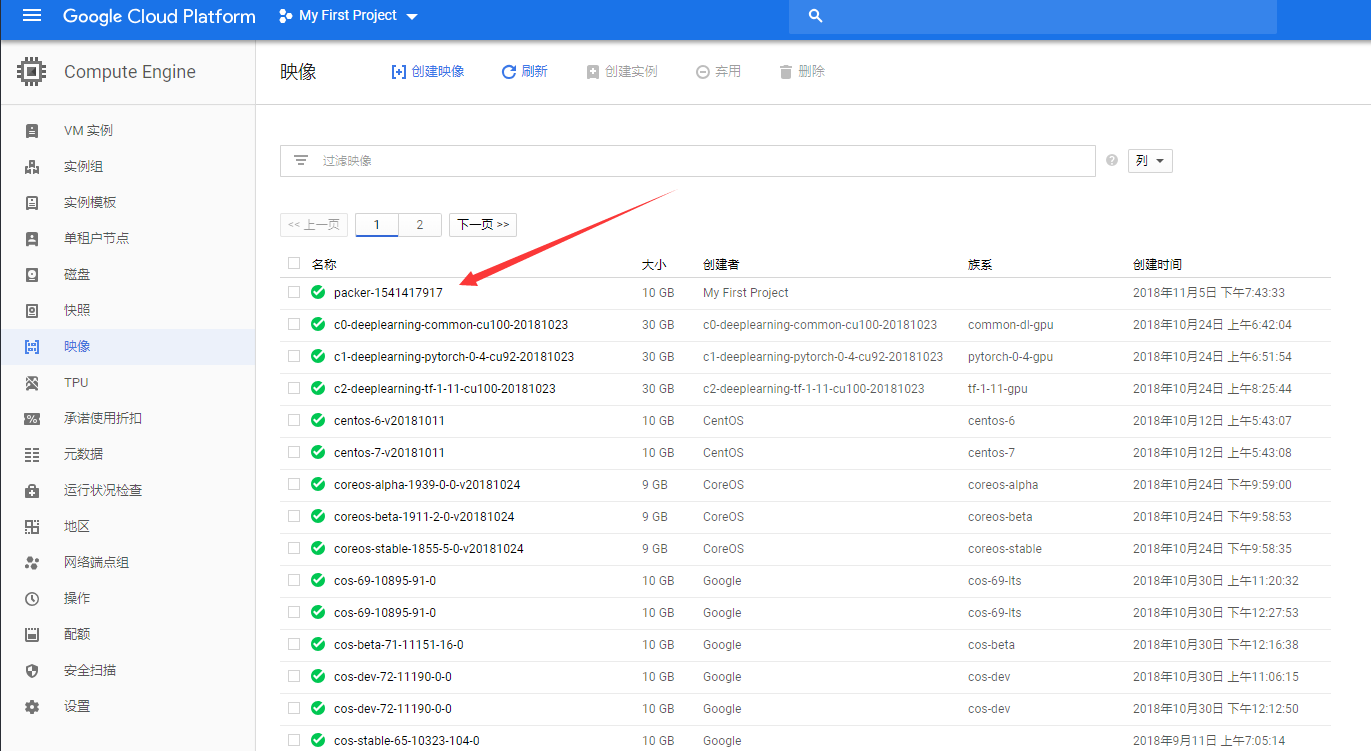 Google Cloud Platform My First Project
Compute Engine
映像 创建映像 刷新 创建实例 弃用 删除
VM 实例
实例组
实例模板
单租户节点
磁盘
快照
映像
TPU
承诺使用折扣
元数据
运行状况检查
地区
网络端点组
操作
配额
安全扫描
设置
过滤映像 ? 列
<< 上一页 1 2 下一页 >>
名称 大小 创建者 族系 创建时间
packer-1541417917 10 GB My First Project 2018年11月5日 下午7:43:33
c0-deeplearning-common-cu100-20181023 30 GB c0-deeplearning-common-cu100-20181023 common-dl-gpu 2018年10月24日 上午6:42:04
c1-deeplearning-pytorch-0-4-cu92-20181023 30 GB c1-deeplearning-pytorch-0-4-cu92-20181023 pytorch-0-4-gpu 2018年10月24日 上午6:51:54
c2-deeplearning-tf-1-11-cu100-20181023 30 GB c2-deeplearning-tf-1-11-cu100-20181023 tf-1-11-gpu 2018年10月24日 上午8:25:44
centos-6-v20181011 10 GB CentOS centos-6 2018年10月12日 上午5:43:07
centos-7-v20181011 10 GB CentOS centos-7 2018年10月12日 上午5:43:08
coreos-alpha-1939-0-0-v20181024 9 GB CoreOS coreos-alpha 2018年10月24日 下午9:59:00
coreos-beta-1911-2-0-v20181024 9 GB CoreOS coreos-beta 2018年10月24日 下午9:58:53
coreos-stable-1855-5-0-v20181024 9 GB CoreOS coreos-stable 2018年10月24日 下午9:58:35
cos-69-10895-91-0 10 GB Google cos-69-lts 2018年10月30日 上午11:20:32
cos-69-10895-91-0 10 GB Google cos-69-lts 2018年10月30日 下午12:27:53
cos-beta-71-11151-16-0 10 GB Google cos-beta 2018年10月30日 下午12:16:38
cos-dev-72-11190-0-0 10 GB Google cos-dev 2018年10月30日 上午11:06:15
cos-dev-72-11190-0-0 10 GB Google cos-dev 2018年10月30日 下午12:12:50
cos-stable-65-10323-104-0 10 GB Google 2018年9月11日 上午7:05:14